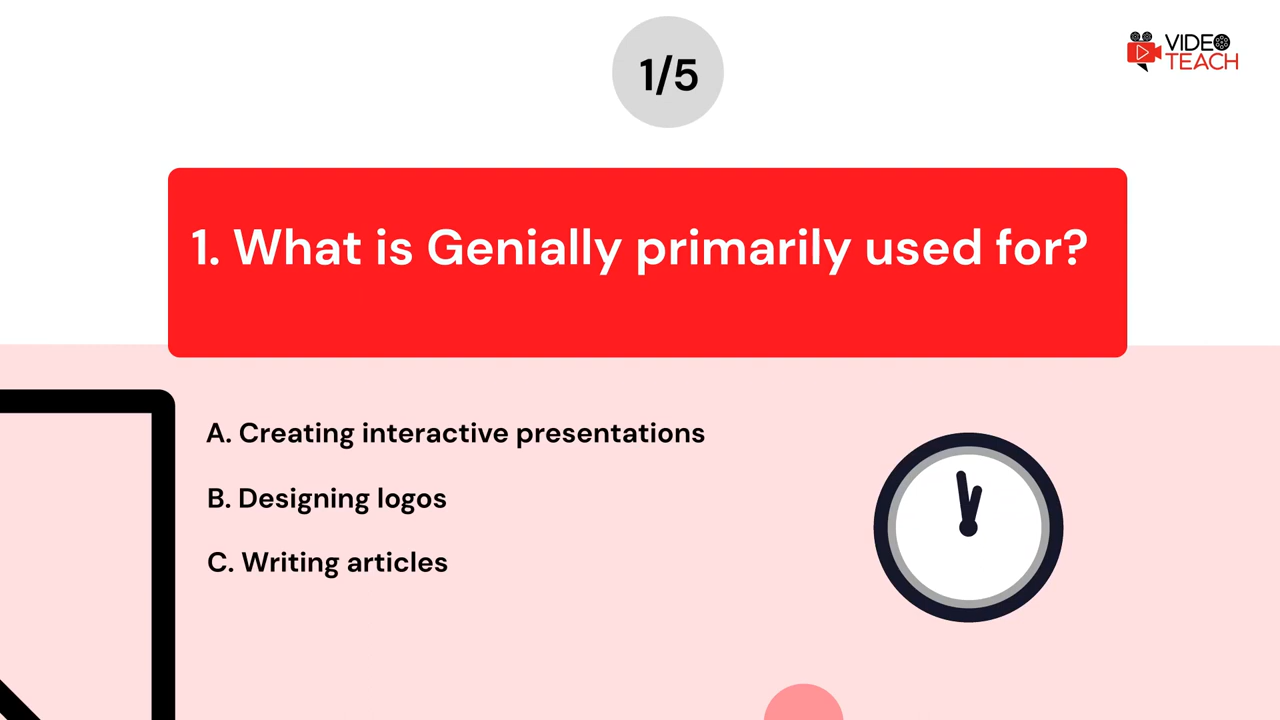 1/5
VIDEO
TEACH
1. What is Genially primarily used for?
A. Creating interactive presentations
B. Designing logos
C. Writing articles